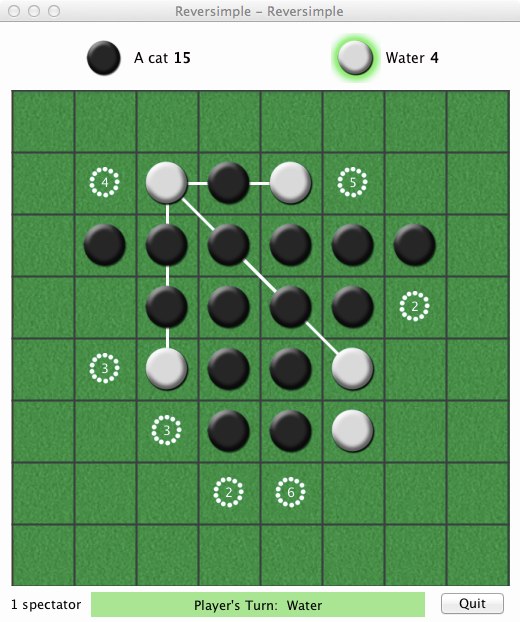 Reversimple – Reversimple
A cat 15
Water 4
4
5
2
3
3
2
6
1 spectator
Player's Turn: Water
Quit